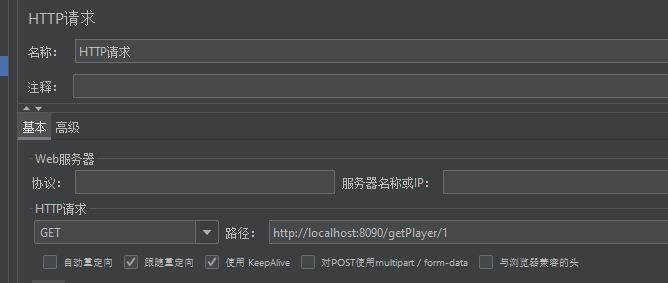 HTTP请求
名称： HTTP请求
注释：
基本 高级
Web服务器
协议： 服务器名称或IP：
HTTP请求
GET 路径： http://localhost:8090/getPlayer/1
自动重定向 跟随重定向 使用 KeepAlive 对POST使用multipart / form-data 与浏览器兼容的头